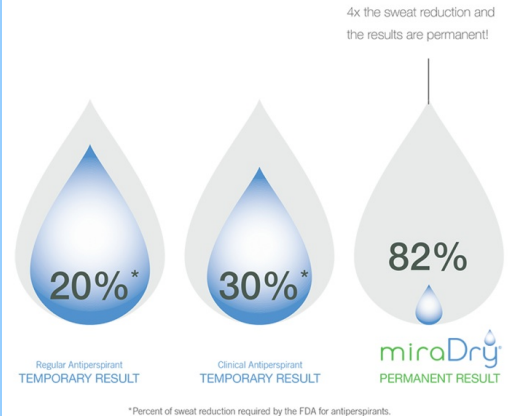 4x the sweat reduction and
the results are permanent!
20%*
30%*
82%
Regular Antiperspirant
TEMPORARY RESULT
Clinical Antiperspirant
TEMPORARY RESULT
miraDry
PERMANENT RESULT
*Percent of sweat reduction required by the FDA for antiperspirants.